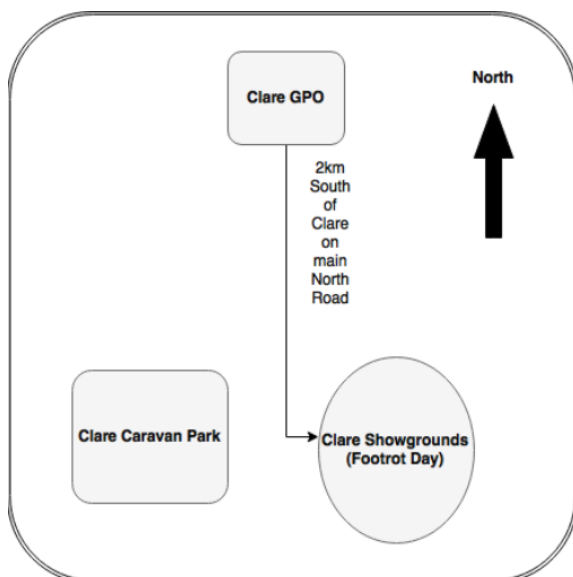 Clare GPO
North
2km
South
of
Clare
on
main
North
Road
Clare Caravan Park
Clare Showgrounds
(Footrot Day)